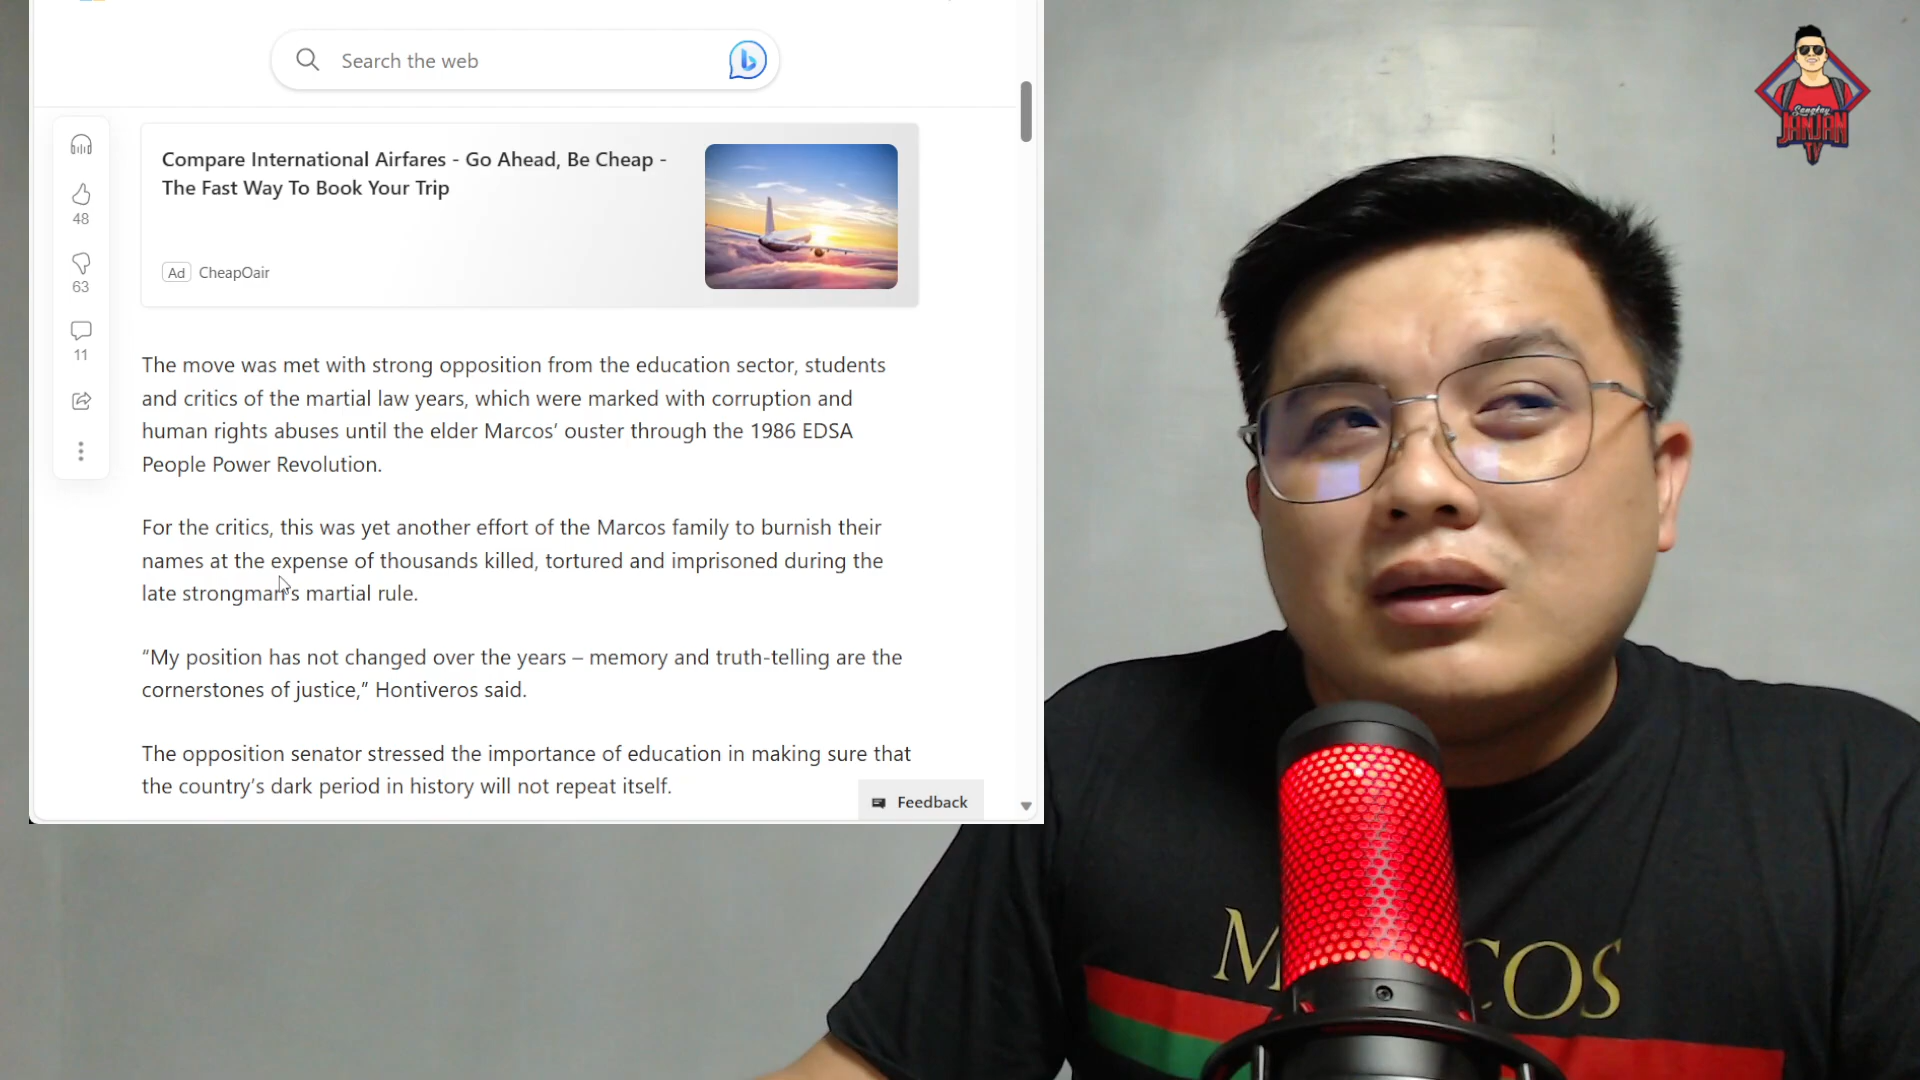 Search the web
Compare International Airfares - Go Ahead, Be Cheap -
The Fast Way To Book Your Trip
Ad CheapOair
48
63
11
The move was met with strong opposition from the education sector, students
and critics of the martial law years, which were marked with corruption and
human rights abuses until the elder Marcos’ ouster through the 1986 EDSA
People Power Revolution.
For the critics, this was yet another effort of the Marcos family to burnish their
names at the expense of thousands killed, tortured and imprisoned during the
late strongman's martial rule.
“My position has not changed over the years – memory and truth-telling are the
cornerstones of justice,” Hontiveros said.
The opposition senator stressed the importance of education in making sure that
the country’s dark period in history will not repeat itself.
Feedback
Sangkay
JANJAN
TV
M COS